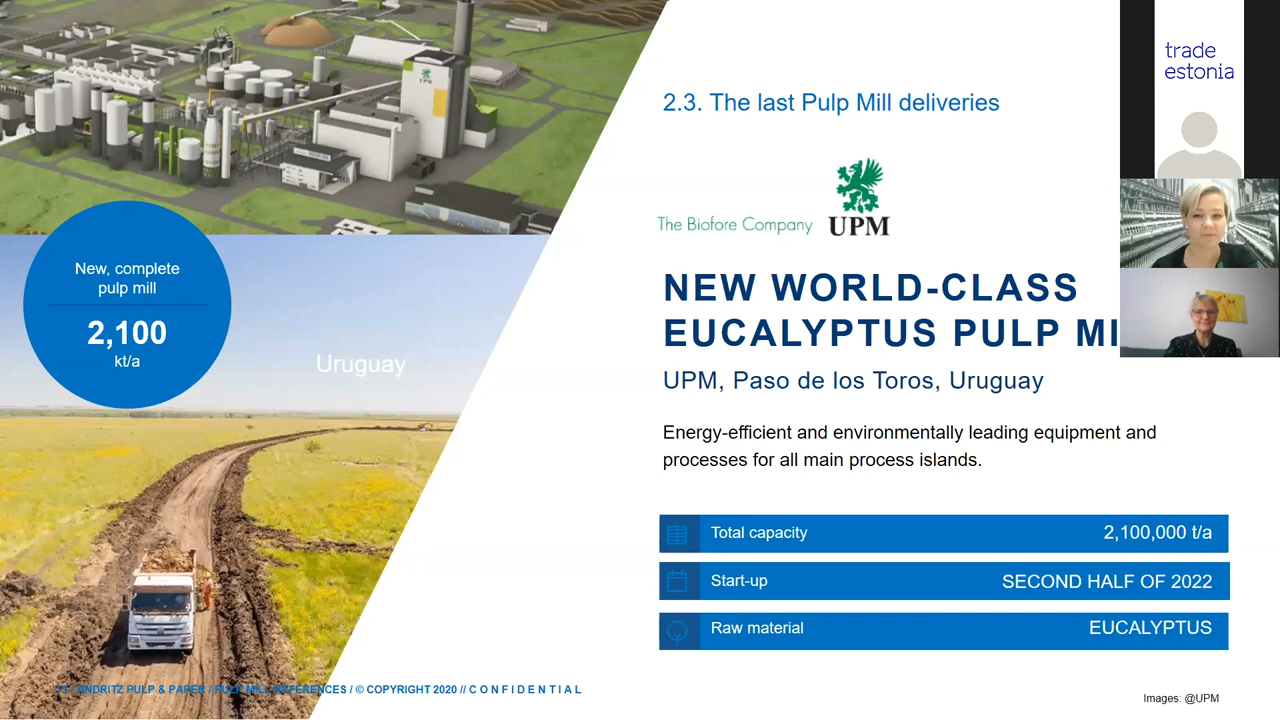 2.3. The last Pulp Mill deliveries
trade
estonia
UPM
The Biofore Company
UPM
New, complete
pulp mill
2,100
kt/a
Uruguay
NEW WORLD-CLASS
EUCALYPTUS PULP MI
UPM, Paso de los Toros, Uruguay
Energy-efficient and environmentally leading equipment and
processes for all main process islands.
Total capacity 2,100,000 t/a
Start-up SECOND HALF OF 2022
Raw material EUCALYPTUS
ANDRITZ PULP & PAPER / PULP MILL REFERENCES / © COPYRIGHT 2020 // CONFIDENTIAL
Images: @UPM